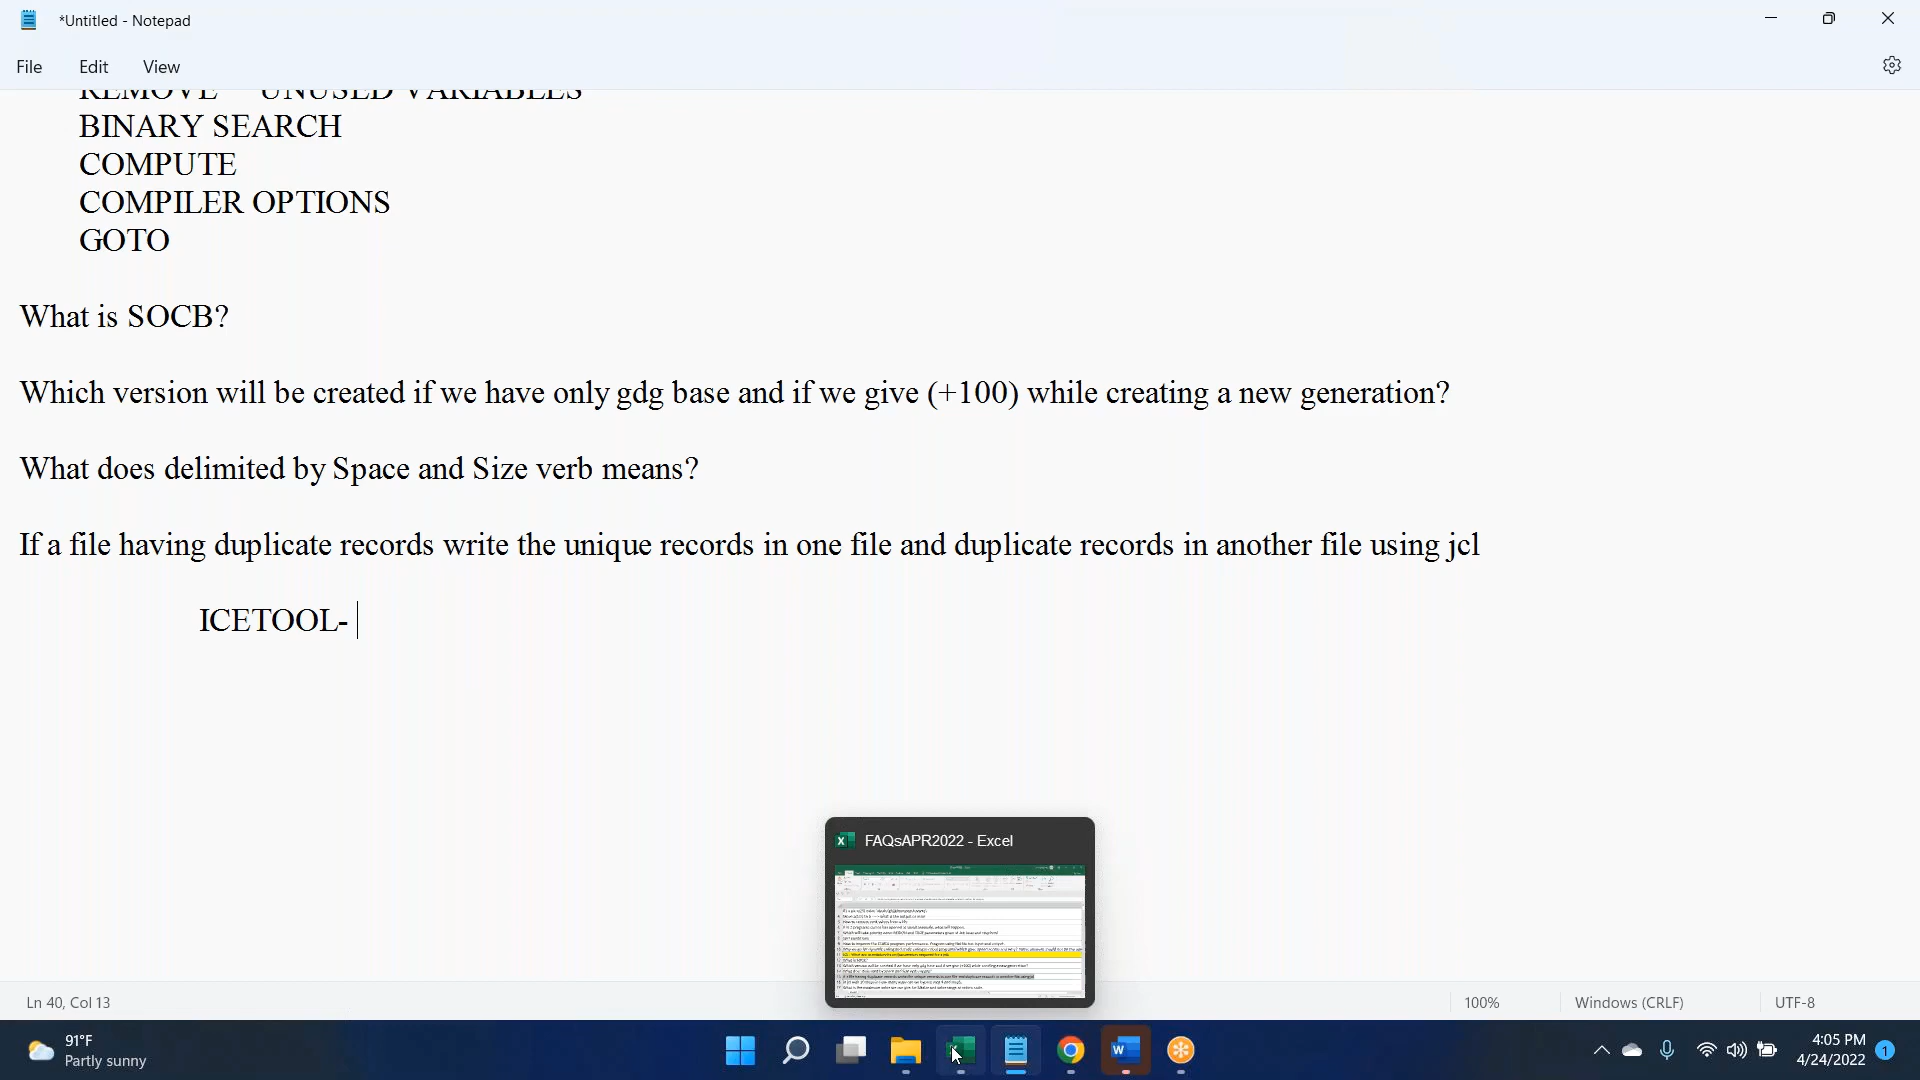 *Untitled - Notepad
File Edit View
REMOVE UNUSED VARIABLES
BINARY SEARCH
COMPUTE
COMPILER OPTIONS
GOTO
What is SOCB?
Which version will be created if we have only gdg base and if we give (+100) while creating a new generation?
What does delimited by Space and Size verb means?
If a file having duplicate records write the unique records in one file and duplicate records in another file using jcl
ICETOOL-
FAQsAPR2022 - Excel
Ln 40, Col 13 100% Windows (CRLF) UTF-8
91°F
Partly sunny
4:05 PM
4/24/2022
1